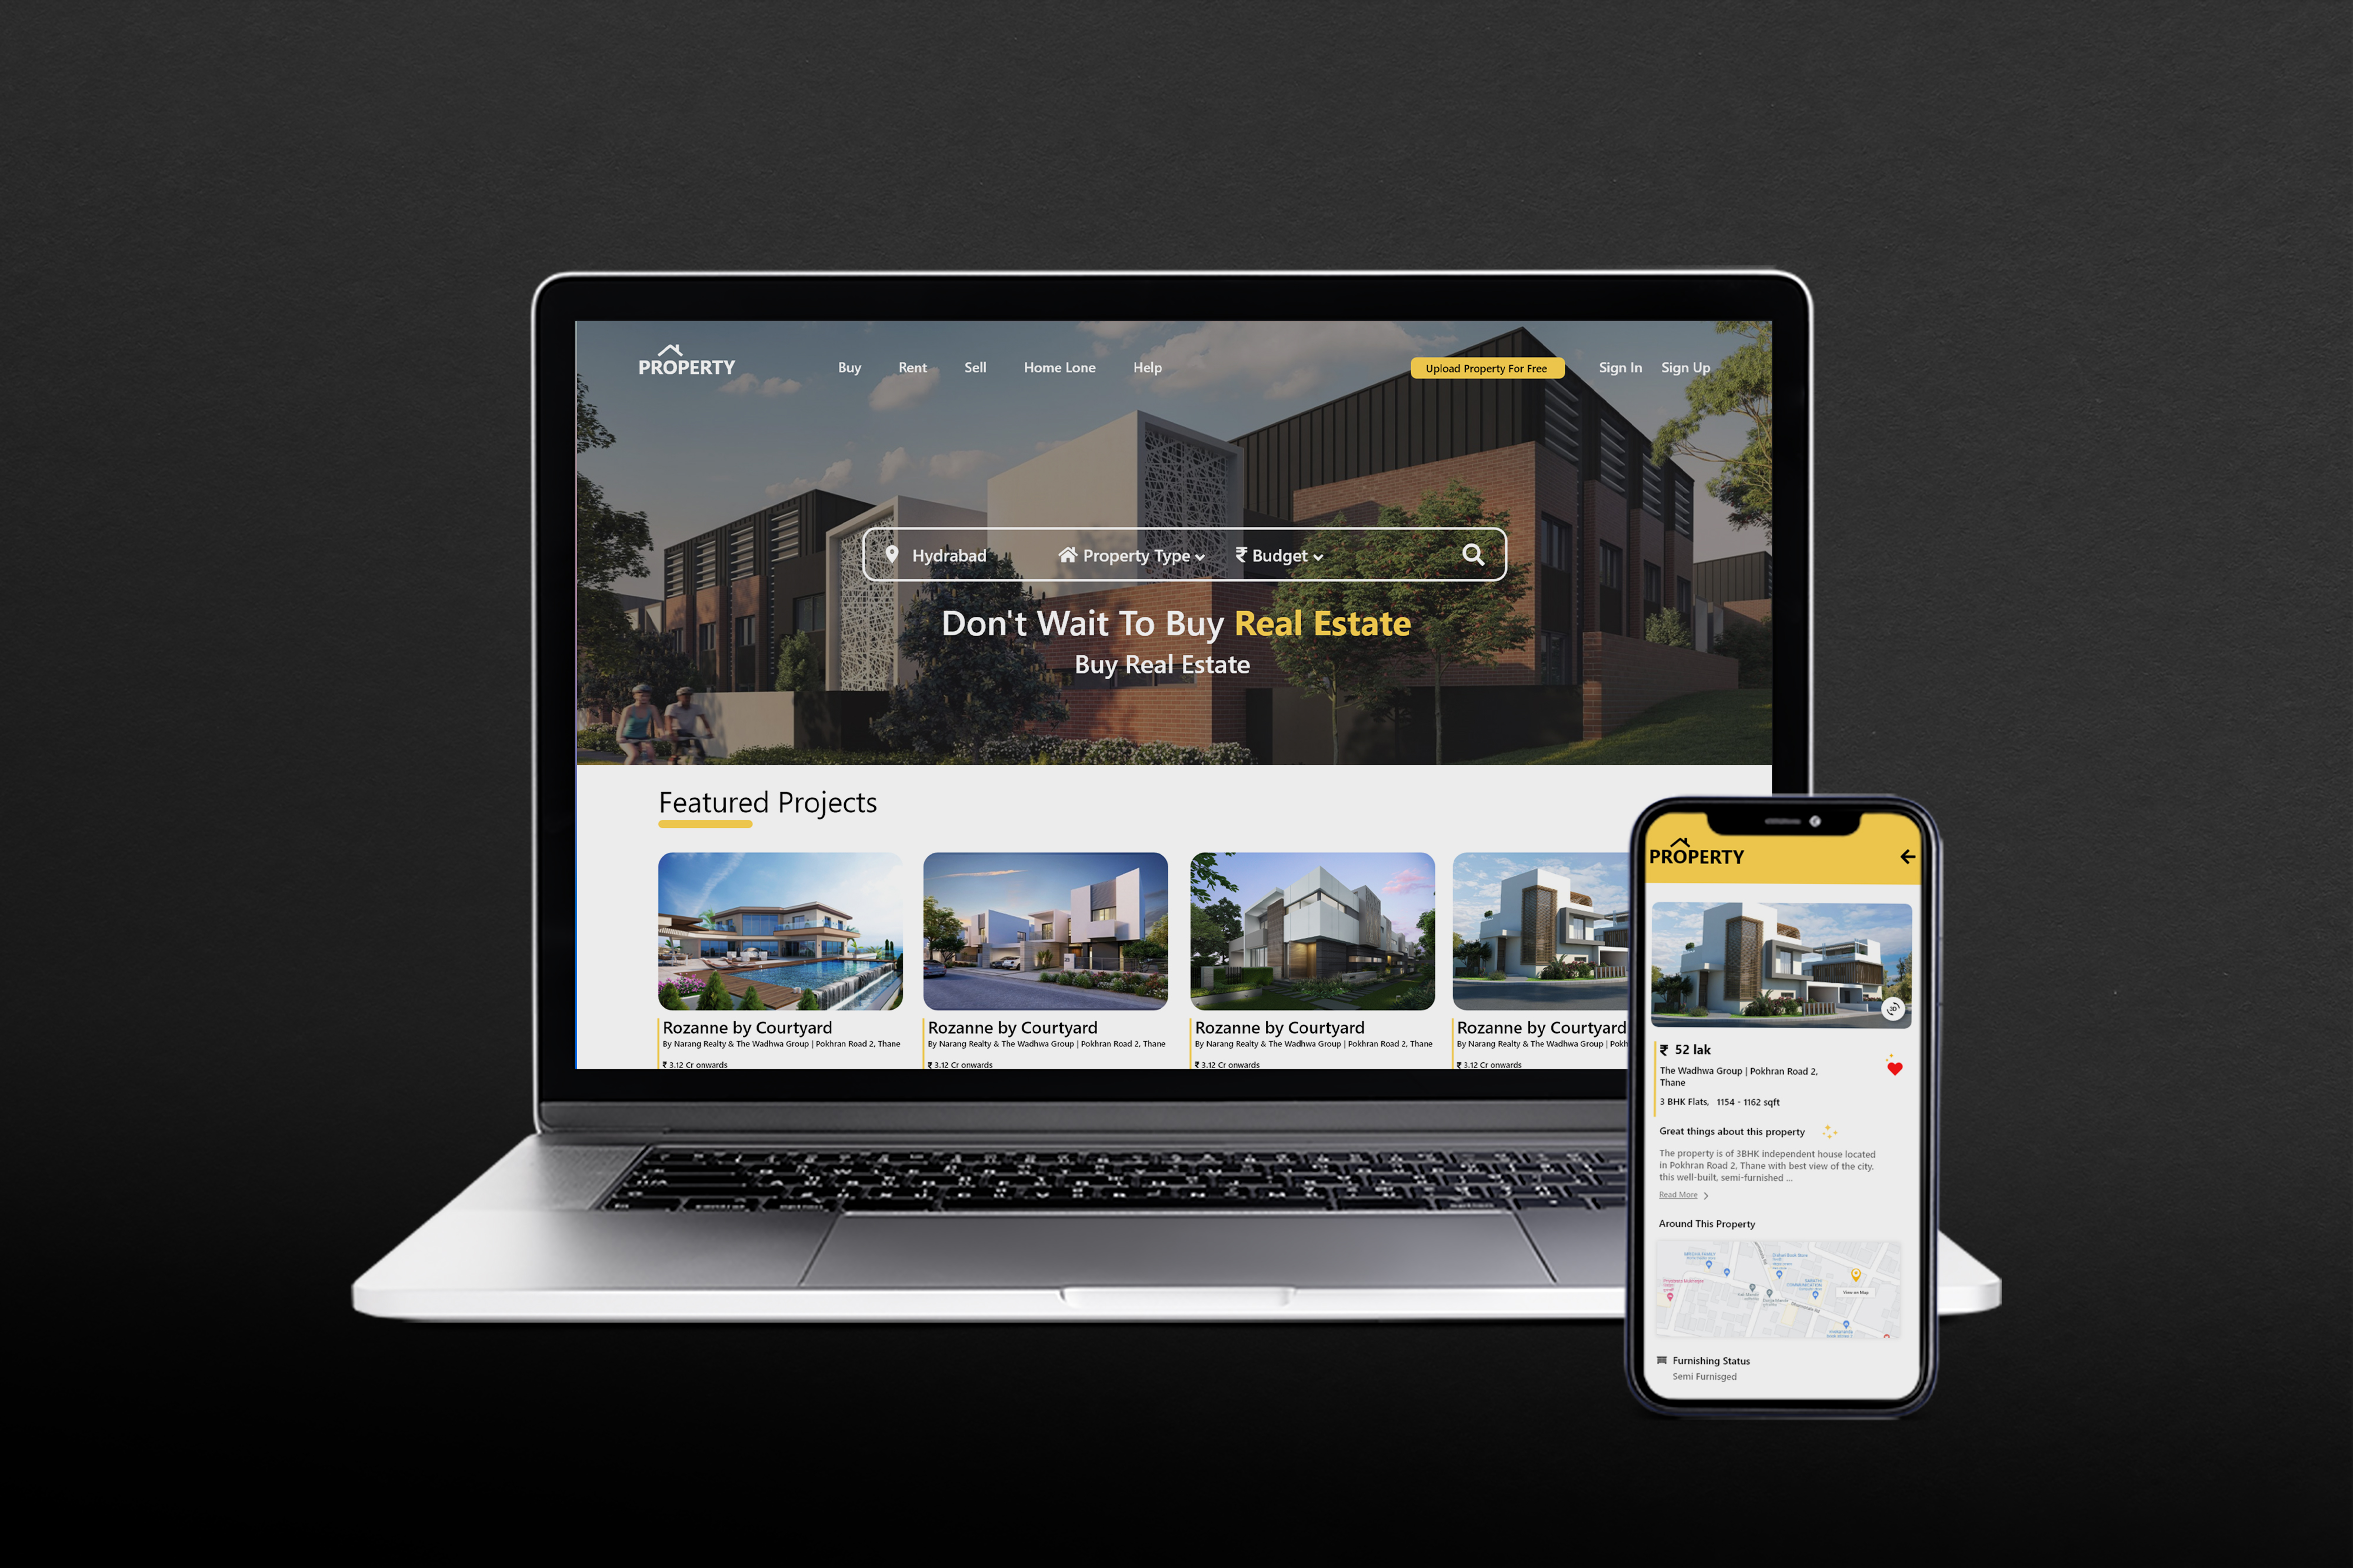 PROPERTY
Buy Rent Sell Home Lone Help
Upload Property For Free
Sign In Sign Up
Hydrabad Property Type ₹ Budget
Don't Wait To Buy Real Estate
Buy Real Estate
Featured Projects
Rozanne by Courtyard
By Narang Realty & The Wadhwa Group | Pokhran Road 2, Thane
₹ 3.12 Cr onwards
Rozanne by Courtyard
By Narang Realty & The Wadhwa Group | Pokhran Road 2, Thane
₹ 3.12 Cr onwards
Rozanne by Courtyard
By Narang Realty & The Wadhwa Group | Pokhran Road 2, Thane
₹ 3.12 Cr onwards
Rozanne by Courtyard
By Narang Realty & The Wadhwa Group | Pokh
₹ 3.12 Cr onwards
PROPERTY
3D
₹ 52 lak
The Wadhwa Group | Pokhran Road 2,
Thane
3 BHK Flats, 1154 - 1162 sqft
Great things about this property
The property is of 3BHK independent house located
in Pokhran Road 2, Thane with best view of the city.
this well-built, semi-furnished ...
Read More
Around This Property
View on Map
Furnishing Status
Semi Furnisged